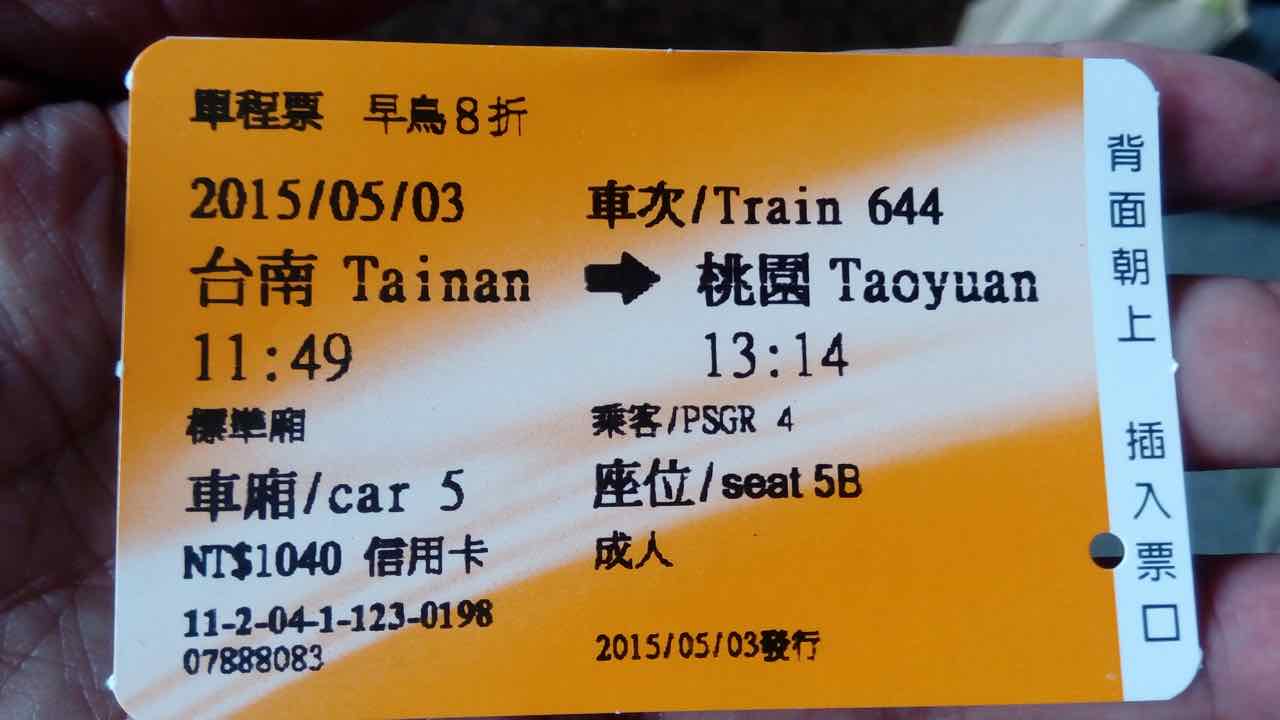 單程票 早鳥8折
2015/05/03 車次/Train 644
台南 Tainan → 桃園 Taoyuan
11:49 13:14
標準廂 乘客/PSGR 4
車廂/car 5 座位/seat 5B
NT$1040 信用卡 成人
11-2-04-1-123-0198
07888083 2015/05/03發行
背面朝上 插入票口